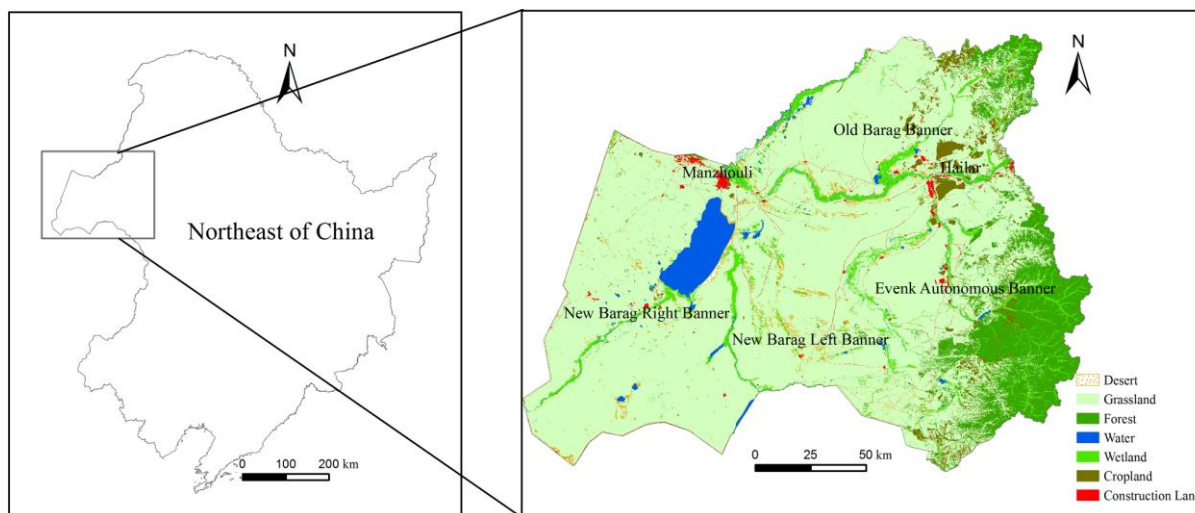 N
Northeast of China
0 100 200 km
N
Old Barag Banner
Manzhouli
Hailar
Evenk Autonomous Banner
New Barag Right Banner
New Barag Left Banner
0 25 50 km
Desert
Grassland
Forest
Water
Wetland
Cropland
Construction Land